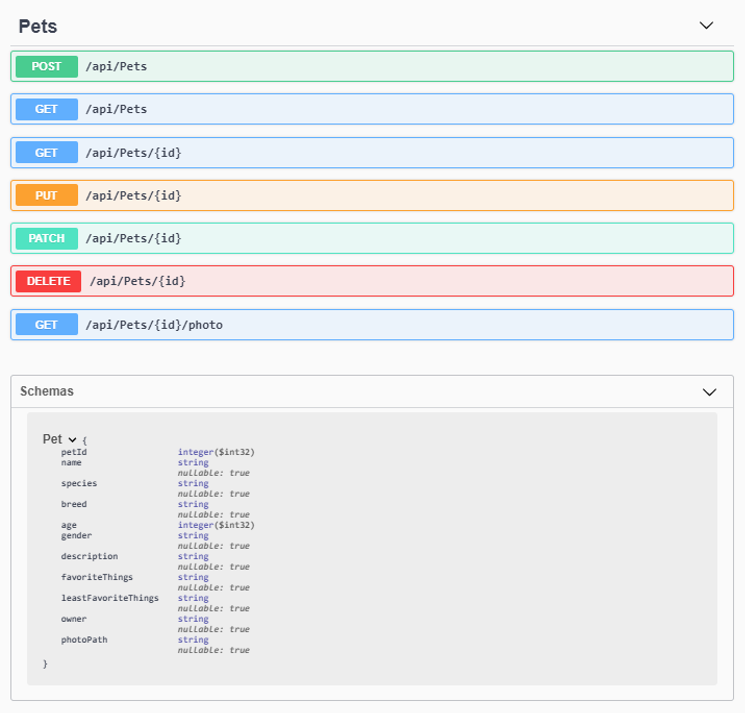 Pets
POST /api/Pets
GET /api/Pets
GET /api/Pets/{id}
PUT /api/Pets/{id}
PATCH /api/Pets/{id}
DELETE /api/Pets/{id}
GET /api/Pets/{id}/photo
Schemas
Pet {
petId integer($int32)
name string
nullable: true
species string
nullable: true
breed string
nullable: true
age integer($int32)
gender string
nullable: true
description string
nullable: true
favoriteThings string
nullable: true
leastFavoriteThings string
nullable: true
owner string
nullable: true
photoPath string
nullable: true
}